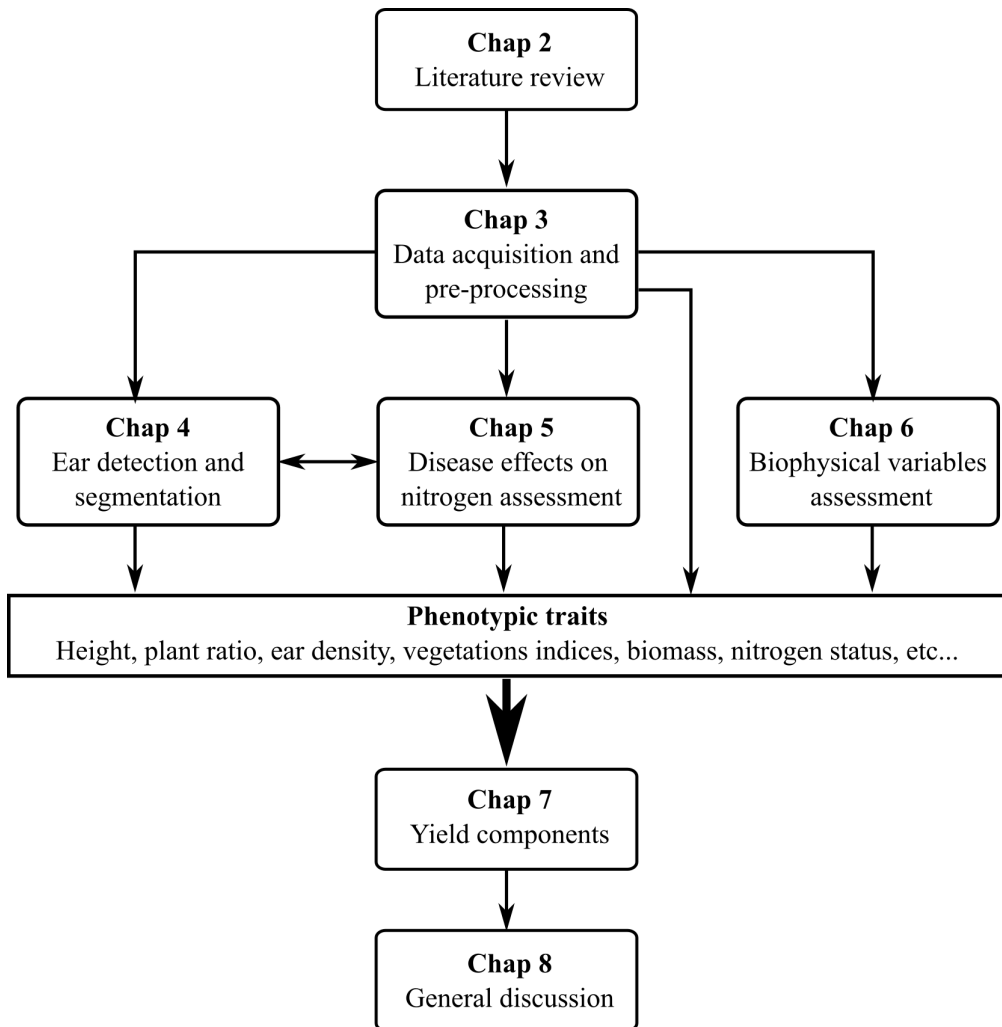 Chap 2
Literature review
Chap 3
Data acquisition and
pre-processing
Chap 4
Ear detection and
segmentation
Chap 5
Disease effects on
nitrogen assessment
Chap 6
Biophysical variables
assessment
Phenotypic traits
Height, plant ratio, ear density, vegetations indices, biomass, nitrogen status, etc...
Chap 7
Yield components
Chap 8
General discussion